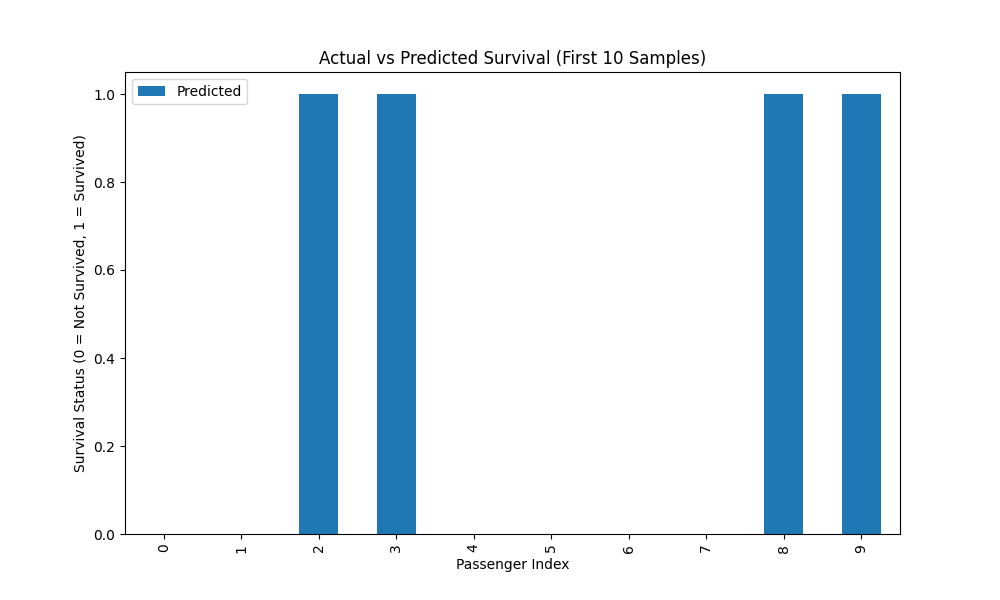 Actual vs Predicted Survival (First 10 Samples)
Predicted
Survival Status (0 = Not Survived, 1 = Survived)
1.0
0.8
0.6
0.4
0.2
0.0
0 1 2 3 4 5 6 7 8 9
Passenger Index